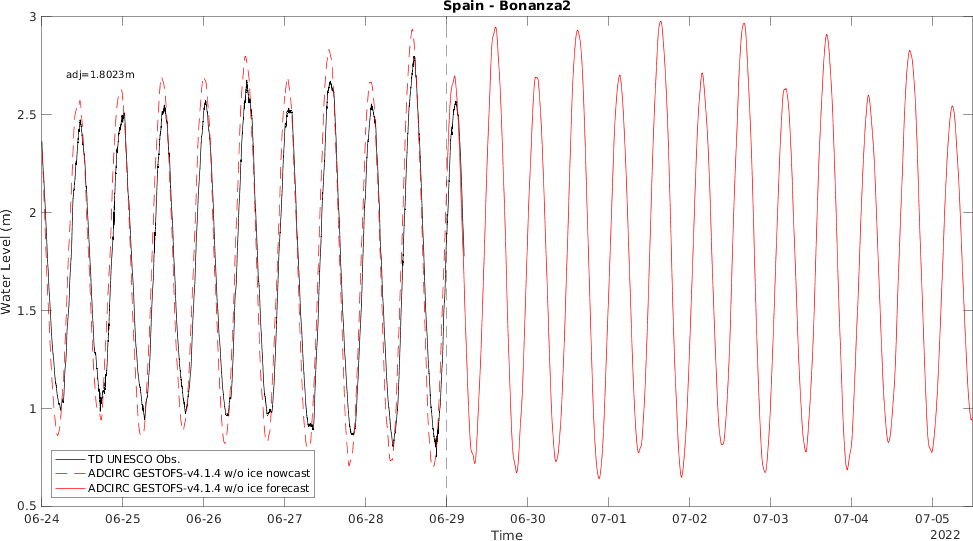 Spain - Bonanza2
adj=1.8023m
Water Level (m)
3
2.5
2
1.5
1
0.5
TD UNESCO Obs.
ADCIRC GESTOFS-v4.1.4 w/o ice nowcast
ADCIRC GESTOFS-v4.1.4 w/o ice forecast
06-24 06-25 06-26 06-27 06-28 06-29 06-30 07-01 07-02 07-03 07-04 07-05
2022
Time